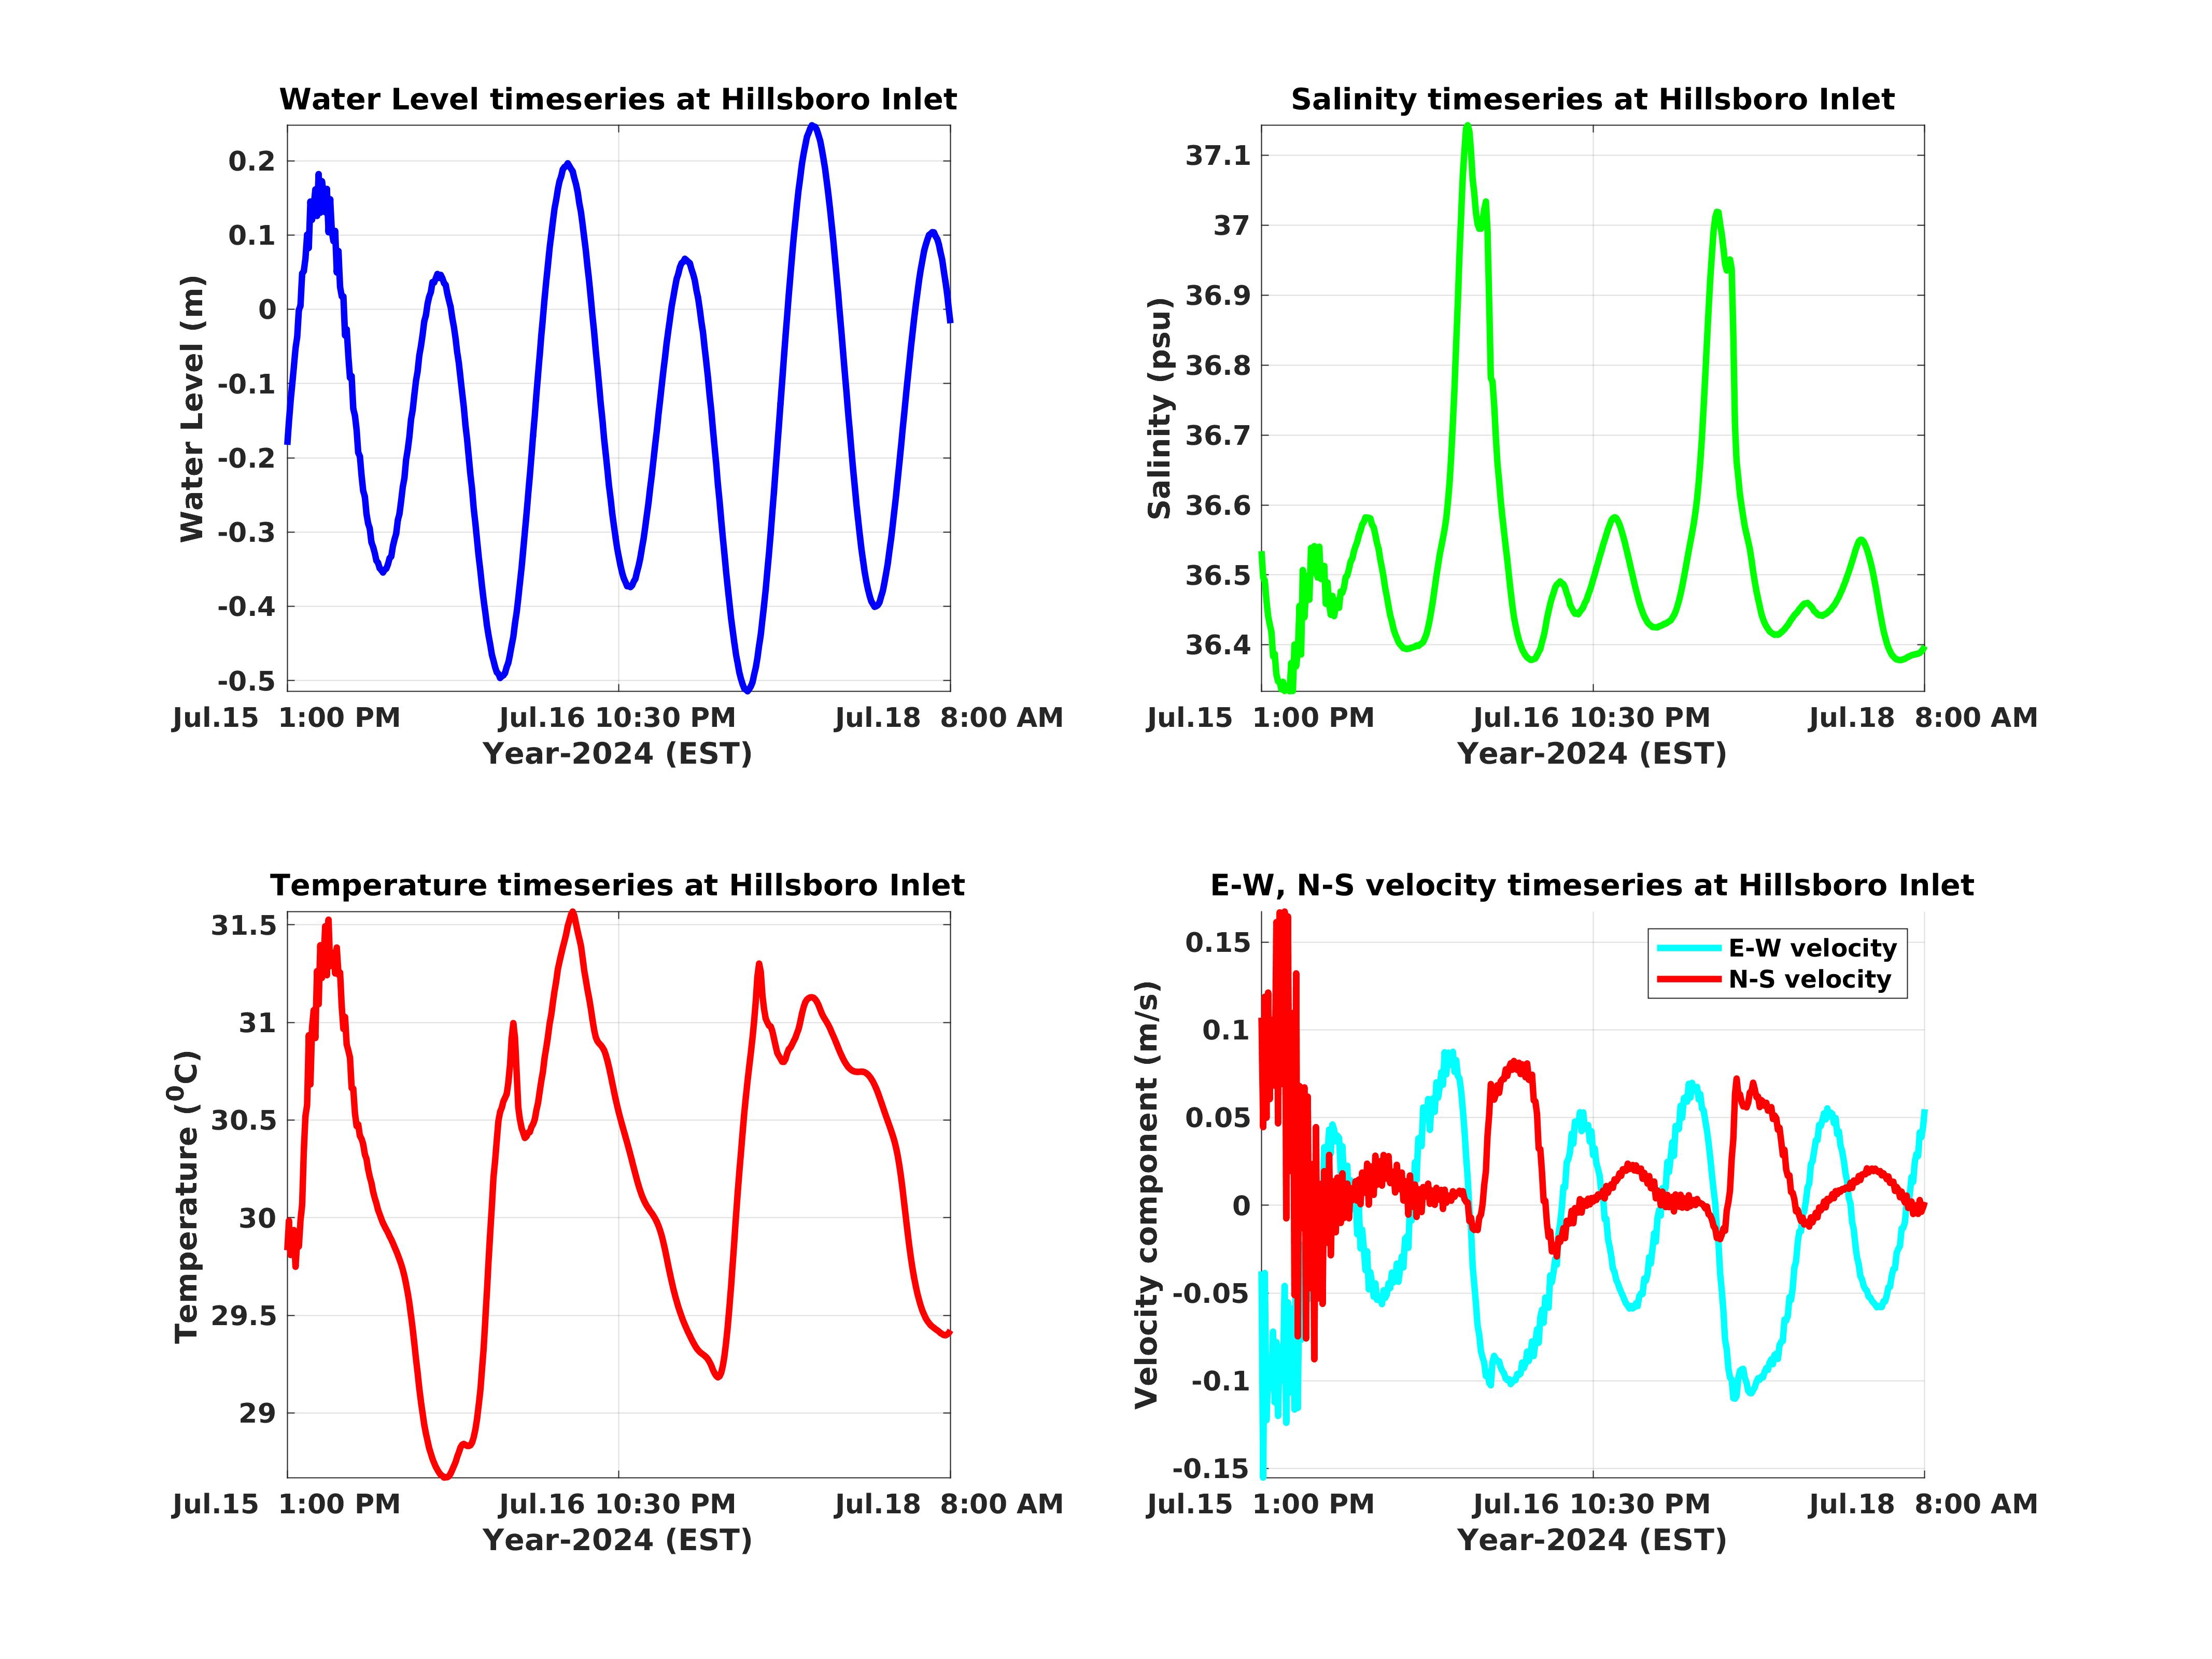 Water Level timeseries at Hillsboro Inlet
Water Level (m)
0.2
0.1
0
-0.1
-0.2
-0.3
-0.4
-0.5
Jul.15 1:00 PM Jul.16 10:30 PM Jul.18 8:00 AM
Year-2024 (EST)
Salinity timeseries at Hillsboro Inlet
Salinity (psu)
37.1
37
36.9
36.8
36.7
36.6
36.5
36.4
Jul.15 1:00 PM Jul.16 10:30 PM Jul.18 8:00 AM
Year-2024 (EST)
Temperature timeseries at Hillsboro Inlet
Temperature (⁰C)
31.5
31
30.5
30
29.5
29
Jul.15 1:00 PM Jul.16 10:30 PM Jul.18 8:00 AM
Year-2024 (EST)
E-W, N-S velocity timeseries at Hillsboro Inlet
Velocity component (m/s)
0.15
0.1
0.05
0
-0.05
-0.1
-0.15
E-W velocity
N-S velocity
Jul.15 1:00 PM Jul.16 10:30 PM Jul.18 8:00 AM
Year-2024 (EST)